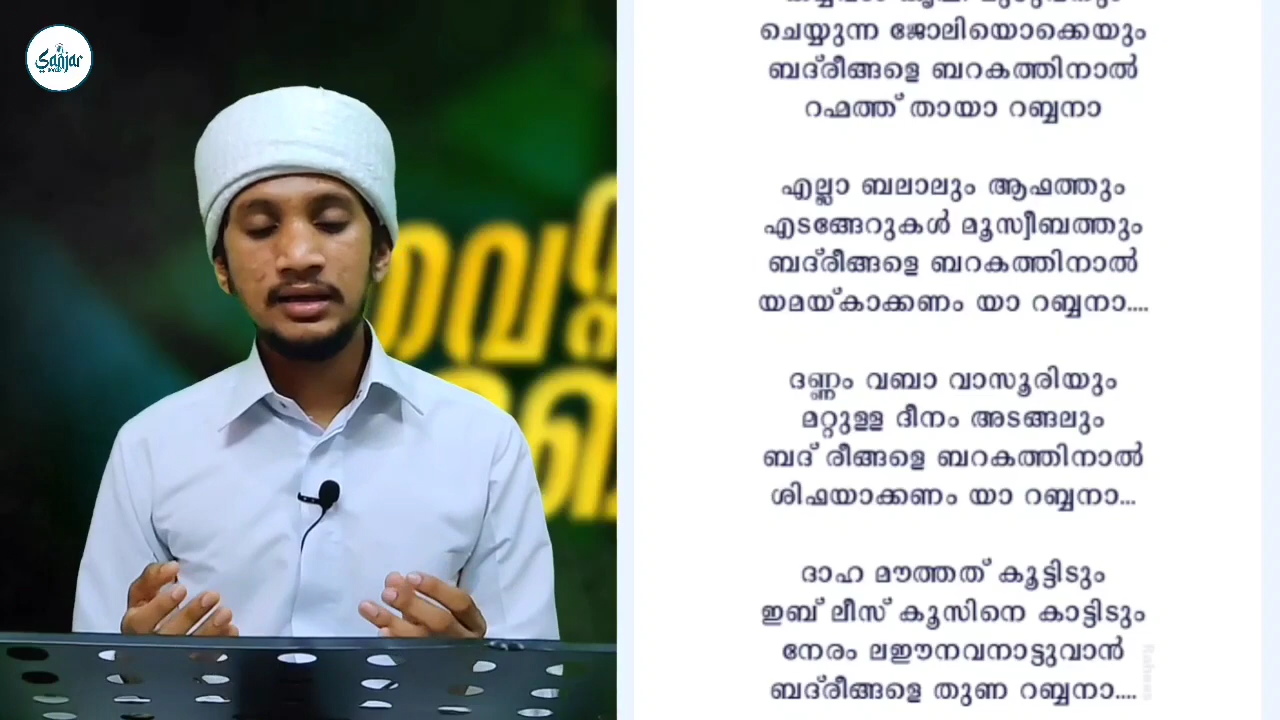 Sanjar
ചെയ്യുന്ന ജോലിയൊക്കെയും
ബദ്‌രീങ്ങളെ ബറകത്തിനാൽ
റഹ്മത്ത് തായാ റബ്ബനാ
എല്ലാ ബലാലും ആഫത്തും
എടങ്ങേറുകൾ മൂസ്വീബത്തും
ബദ്‌രീങ്ങളെ ബറകത്തിനാൽ
യമയ്കാക്കണം യാ റബ്ബനാ....
ദണ്ണം വബാ വാസൂരിയും
മറ്റുള്ള ദീനം അടങ്ങലും
ബദ് രീങ്ങളെ ബറകത്തിനാൽ
ശിഫയാക്കണം യാ റബ്ബനാ...
ദാഹ മൗത്തത് കൂട്ടിടും
ഇബ് ലീസ് കൂസിനെ കാട്ടിടും
നേരം ലഈനവനാട്ടുവാൻ
ബദ്‌രീങ്ങളെ തുണ റബ്ബനാ....